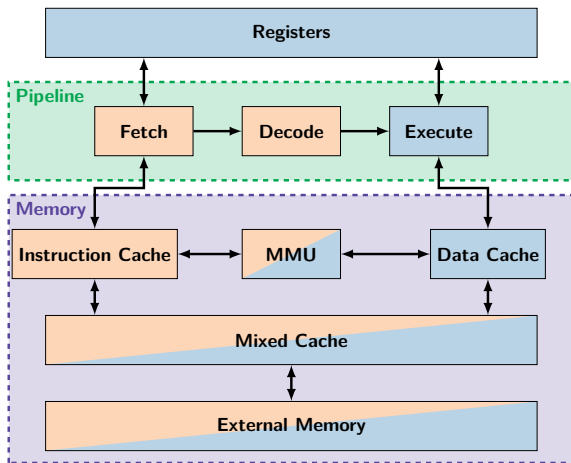 Registers
Pipeline
Fetch
Decode
Execute
Memory
Instruction Cache
MMU
Data Cache
Mixed Cache
External Memory